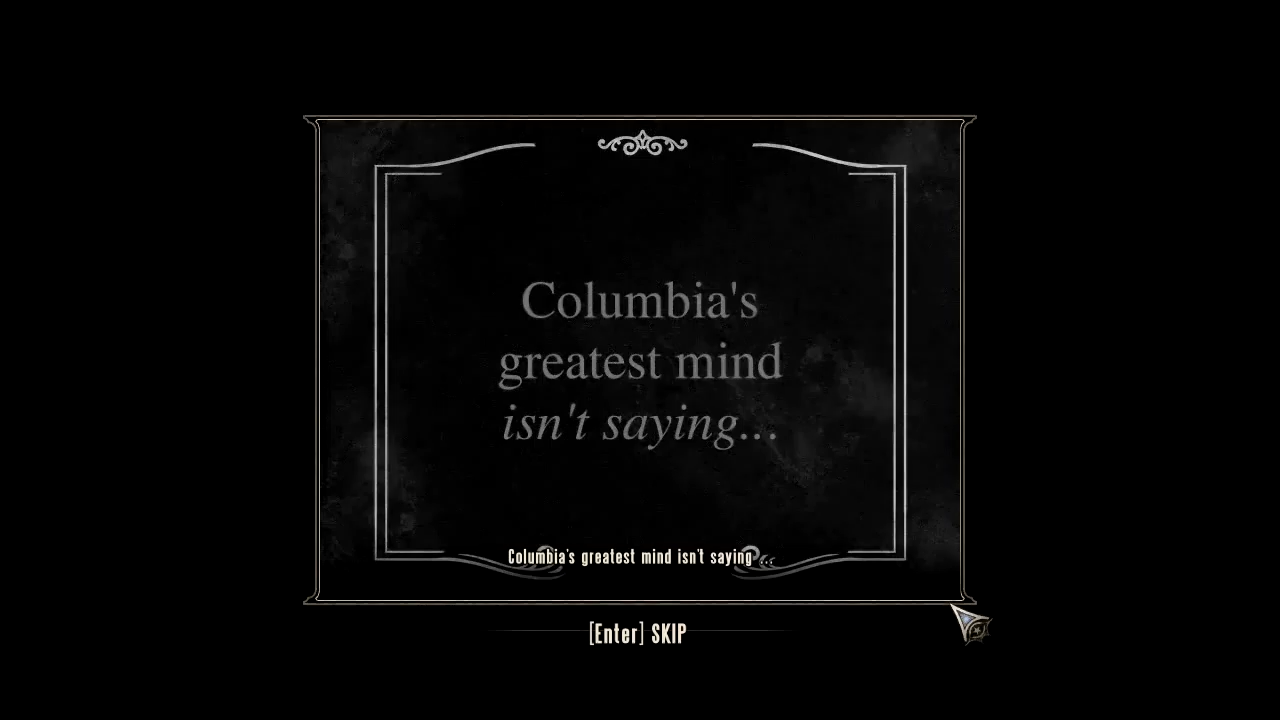 Columbia's
greatest mind
isn't saying...
Columbia's greatest mind isn't saying...
[Enter] SKIP